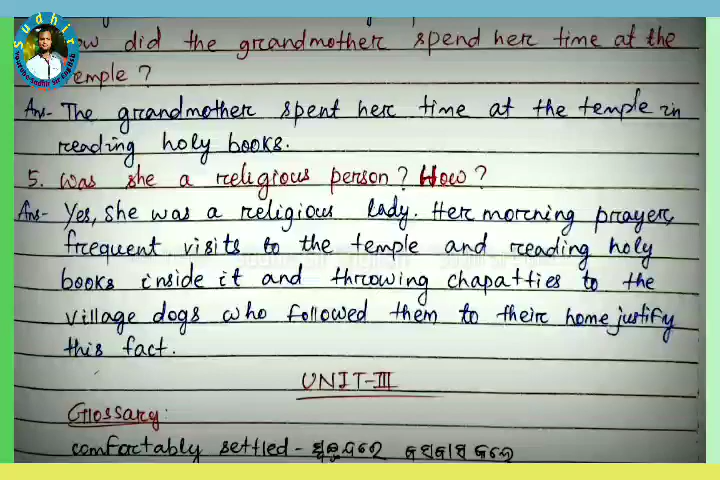 Sudhir
ow did the grandmother spend her time at the
emple?
Ans- The grandmother spent her time at the temple in
reading holy books.
5. Was she a religious person? How?
Ans- Yes, she was a religious lady. Her morning prayer,
frequent visits to the temple and reading holy
books inside it and throwing chapatties to the
village dogs who followed them to their home justify
this fact.
UNIT-III
Glossary:
comfortably settled -